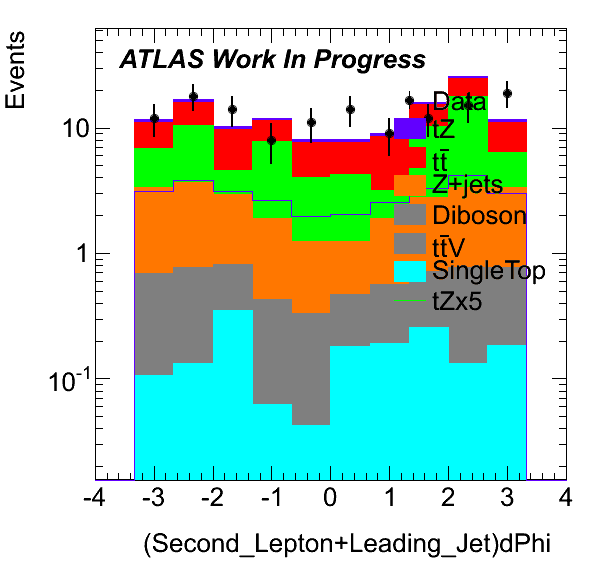 Events
ATLAS Work In Progress
Data
tZ
tt̄
Z+jets
Diboson
tt̄V
SingleTop
tZx5
10
1
10⁻¹
-4 -3 -2 -1 0 1 2 3 4
(Second_Lepton+Leading_Jet)dPhi